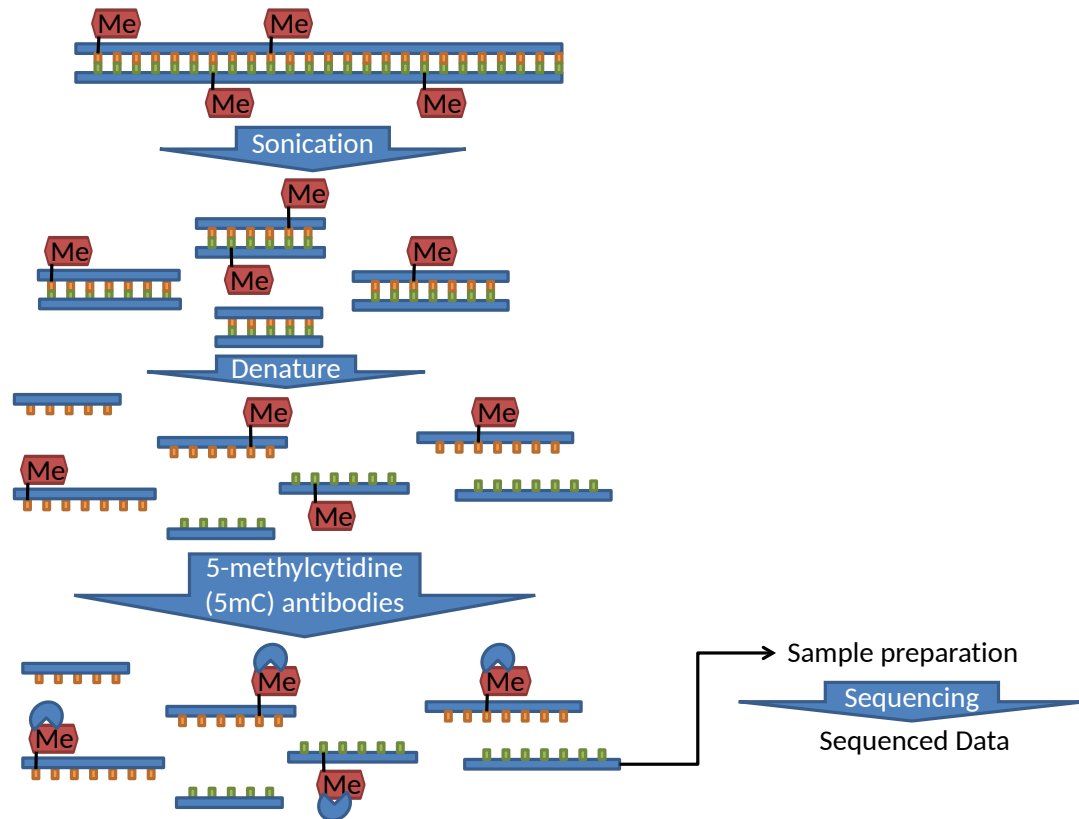 Me
Me
Me
Me
Sonication
Me
Me
Me
Me
Denature
Me
Me
Me
Me
5-methylcytidine
(5mC) antibodies
Me
Me
Me
Me
Sample preparation
Sequencing
Sequenced Data